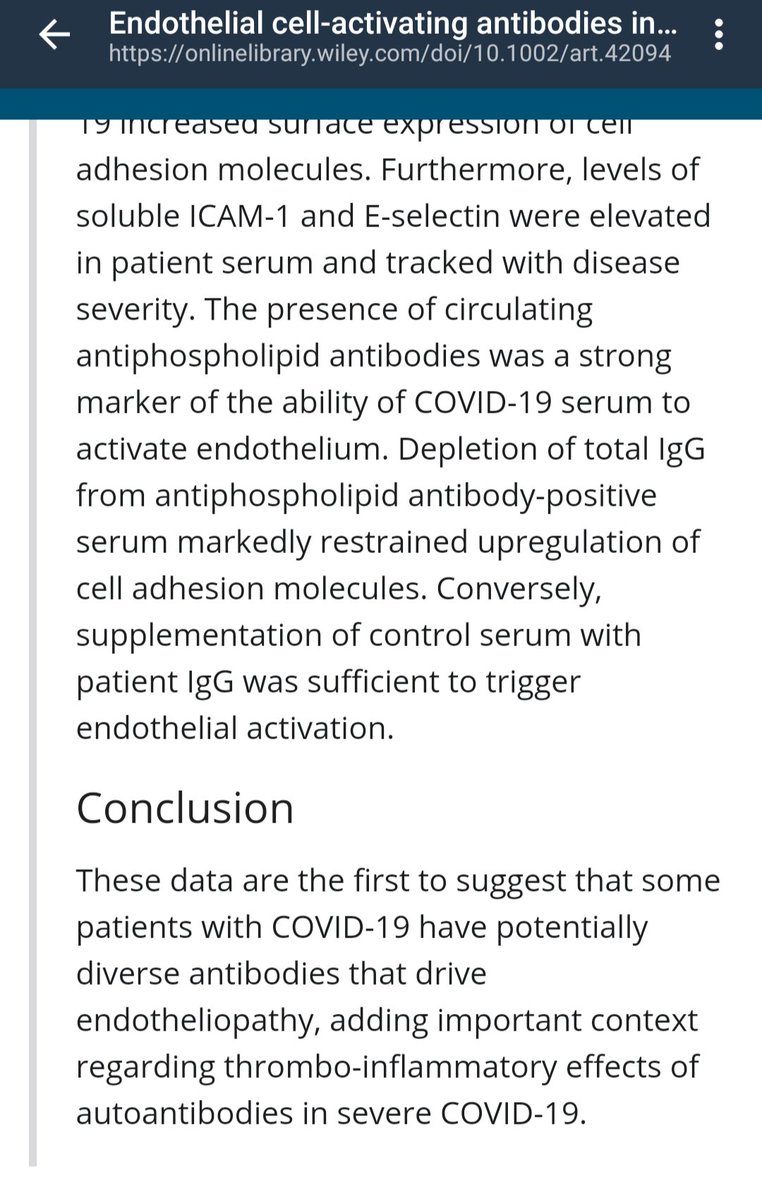 Endothelial cell-activating antibodies in...
https://onlinelibrary.wiley.com/doi/10.1002/art.42094
19 increased surface expression of cell
adhesion molecules. Furthermore, levels of
soluble ICAM-1 and E-selectin were elevated
in patient serum and tracked with disease
severity. The presence of circulating
antiphospholipid antibodies was a strong
marker of the ability of COVID-19 serum to
activate endothelium. Depletion of total IgG
from antiphospholipid antibody-positive
serum markedly restrained upregulation of
cell adhesion molecules. Conversely,
supplementation of control serum with
patient IgG was sufficient to trigger
endothelial activation.
Conclusion
These data are the first to suggest that some
patients with COVID-19 have potentially
diverse antibodies that drive
endotheliopathy, adding important context
regarding thrombo-inflammatory effects of
autoantibodies in severe COVID-19.